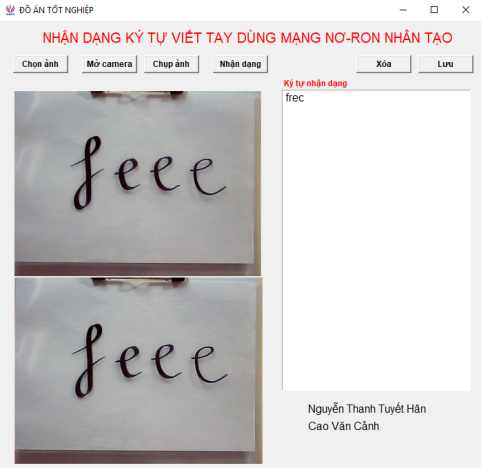 ĐỒ ÁN TỐT NGHIỆP
NHẬN DẠNG KÝ TỰ VIẾT TAY DÙNG MẠNG NƠ-RON NHÂN TẠO
Chọn ảnh Mở camera Chụp ảnh Nhận dạng Xóa Lưu
Ký tự nhận dạng
frec
feee
feee
Nguyễn Thanh Tuyết Hân
Cao Văn Cảnh